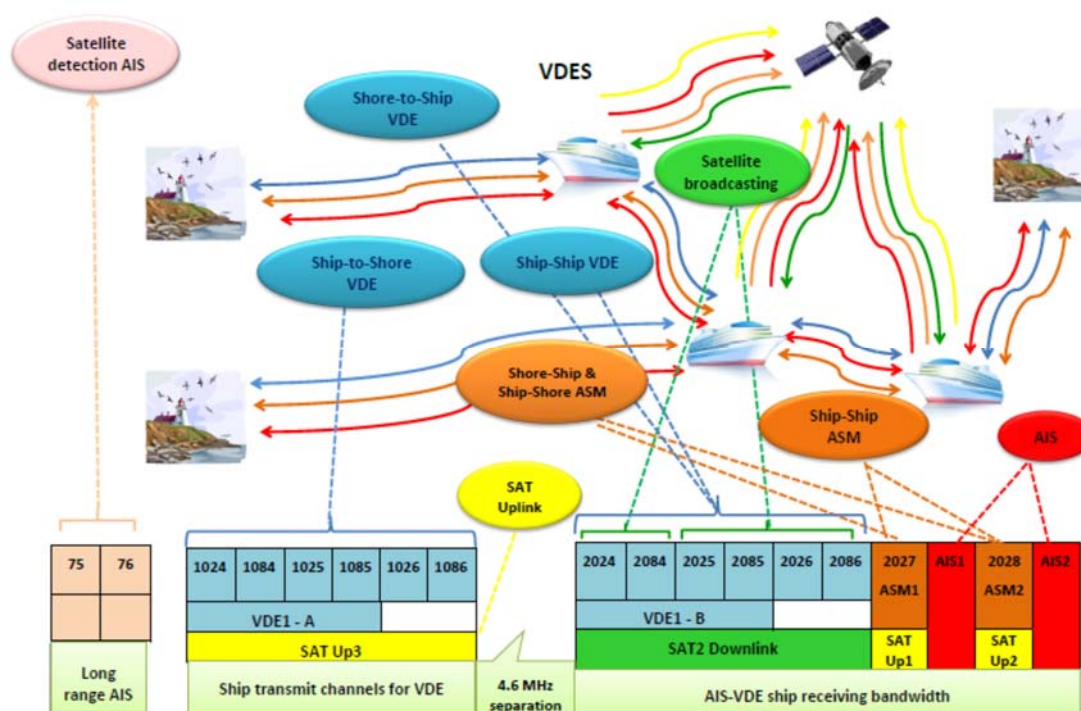 Satellite
detection AIS
VDES
Shore-to-Ship
VDE
Satellite
broadcasting
Ship-to-Shore
VDE
Ship-Ship VDE
Shore-Ship &
Ship-Shore ASM
Ship-Ship
ASM
AIS
SAT
Uplink
75 76
1024 1084 1025 1085 1026 1086
2024 2084 2025 2085 2026 2086 2027 AIS1 2028 AIS2
ASM1 ASM2
VDE1 - A
VDE1 - B
SAT Up3
SAT2 Downlink
SAT
Up1
SAT
Up2
Long
range AIS
Ship transmit channels for VDE
4.6 MHz
separation
AIS-VDE ship receiving bandwidth